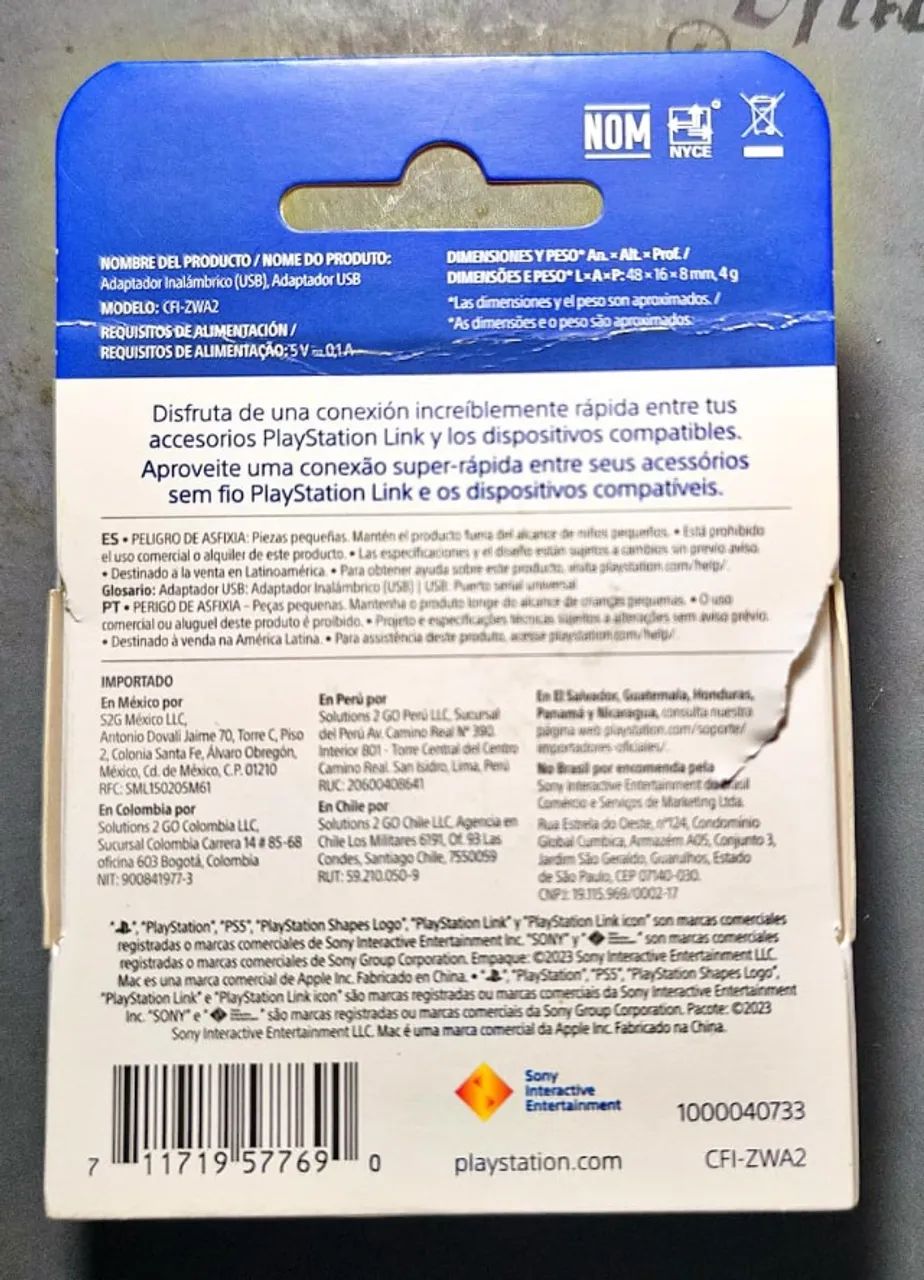 NOM
NYCE
NOMBRE DEL PRODUCTO / NOME DO PRODUTO:
Adaptador Inalámbrico (USB), Adaptador USB
MODELO: CFI-ZWA2
REQUISITOS DE ALIMENTACIÓN /
REQUISITOS DE ALIMENTAÇÃO: 5 V ⎓ 0,1 A
DIMENSIONES Y PESO* An. × Alt. × Prof. /
DIMENSÕES E PESO* L×A×P: 48 × 16 × 8 mm, 4 g
*Las dimensiones y el peso son aproximados. /
*As dimensões e o peso são aproximados.
Disfruta de una conexión increíblemente rápida entre tus
accesorios PlayStation Link y los dispositivos compatibles.
Aproveite uma conexão super-rápida entre seus acessórios
sem fio PlayStation Link e os dispositivos compatíveis.
ES • PELIGRO DE ASFIXIA: Piezas pequeñas. Mantén el producto fuera del alcance de niños pequeños. • Está prohibido
el uso comercial o alquiler de este producto. • Las especificaciones y el diseño están sujetos a cambios sin previo aviso.
• Destinado a la venta en Latinoamérica. • Para obtener ayuda sobre este producto, visita playstation.com/help/.
Glosario: Adaptador USB: Adaptador Inalámbrico (USB) | USB: Puerto serial universal
PT • PERIGO DE ASFIXIA – Peças pequenas. Mantenha o produto longe do alcance de crianças pequenas. • O uso
comercial ou aluguel deste produto é proibido. • Projeto e especificações técnicas sujeitos a alterações sem aviso prévio.
• Destinado à venda na América Latina. • Para assistência deste produto, acesse playstation.com/help/.
IMPORTADO
En México por
S2G México LLC,
Antonio Dovali Jaime 70, Torre C, Piso
2, Colonia Santa Fe, Álvaro Obregón,
México, Cd. de México, C.P. 01210
RFC: SML150205M61
En Colombia por
Solutions 2 GO Colombia LLC,
Sucursal Colombia Carrera 14 # 85-68
oficina 603 Bogotá, Colombia
NIT: 900841977-3
En Perú por
Solutions 2 GO Perú LLC, Sucursal
del Perú Av. Camino Real N° 390.
Interior 801 - Torre Central del Centro
Camino Real. San Isidro, Lima, Perú
RUC: 20600408641
En Chile por
Solutions 2 GO Chile LLC, Agencia en
Chile Los Militares 6191, Of. 93 Las
Condes, Santiago Chile, 7550059
RUT: 59.210.050-9
En El Salvador, Guatemala, Honduras,
Panamá y Nicaragua, consulta nuestra
página web playstation.com/soporte/
importadores oficiales/.
No Brasil por encomenda pela
Sony Interactive Entertainment do Brasil
Comércio e Serviços de Marketing Ltda.
Rua Estrela do Oeste, nº124, Condomínio
Global Cumbica, Armazém A05, Conjunto 3,
Jardim São Geraldo, Guarulhos, Estado
de São Paulo, CEP 07140-030.
CNPJ: 19.115.969/0002-17
"", "PlayStation", "PS5", "PlayStation Shapes Logo", "PlayStation Link" y "PlayStation Link icon" son marcas comerciales
registradas o marcas comerciales de Sony Interactive Entertainment Inc. "SONY" y "" son marcas comerciales
registradas o marcas comerciales de Sony Group Corporation. Empaque: ©2023 Sony Interactive Entertainment LLC.
Mac es una marca comercial de Apple Inc. Fabricado en China. • "", "PlayStation", "PS5", "PlayStation Shapes Logo",
"PlayStation Link" e "PlayStation Link icon" são marcas registradas ou marcas comerciais da Sony Interactive Entertainment
Inc. "SONY" e "" são marcas registradas ou marcas comerciais da Sony Group Corporation. Pacote: ©2023
Sony Interactive Entertainment LLC. Mac é uma marca comercial da Apple Inc. Fabricado na China.
7 11719 57769 0
Sony
Interactive
Entertainment
playstation.com
1000040733
CFI-ZWA2